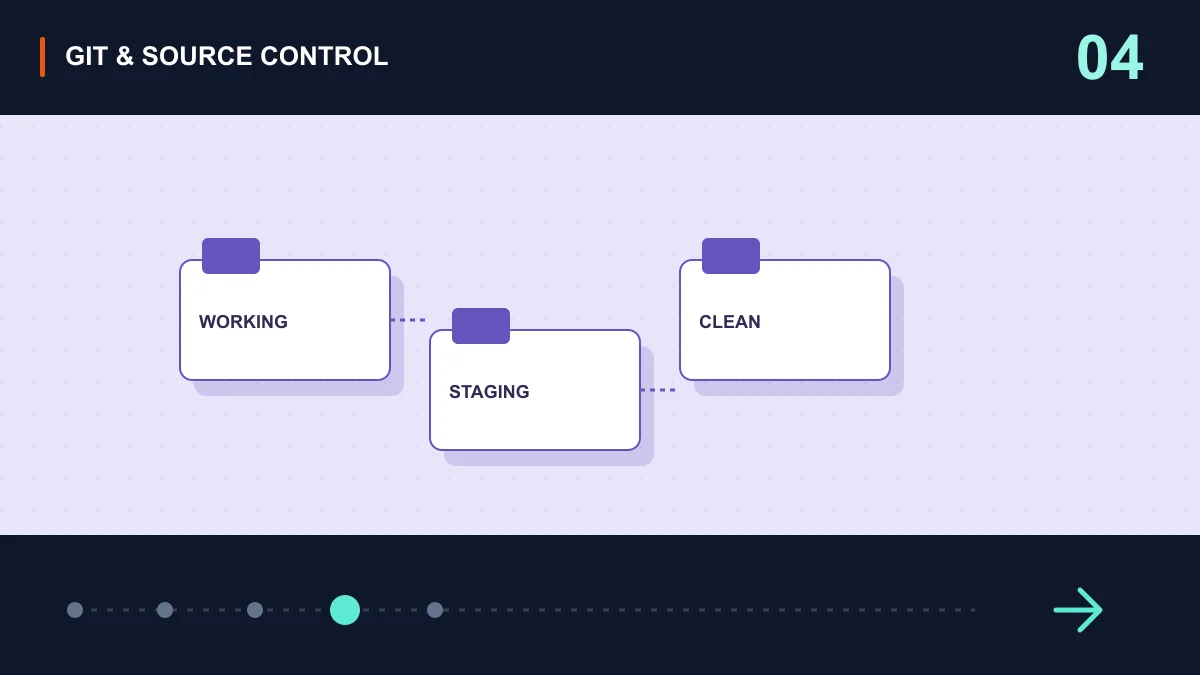 GIT & SOURCE CONTROL
04
WORKING
STAGING
CLEAN